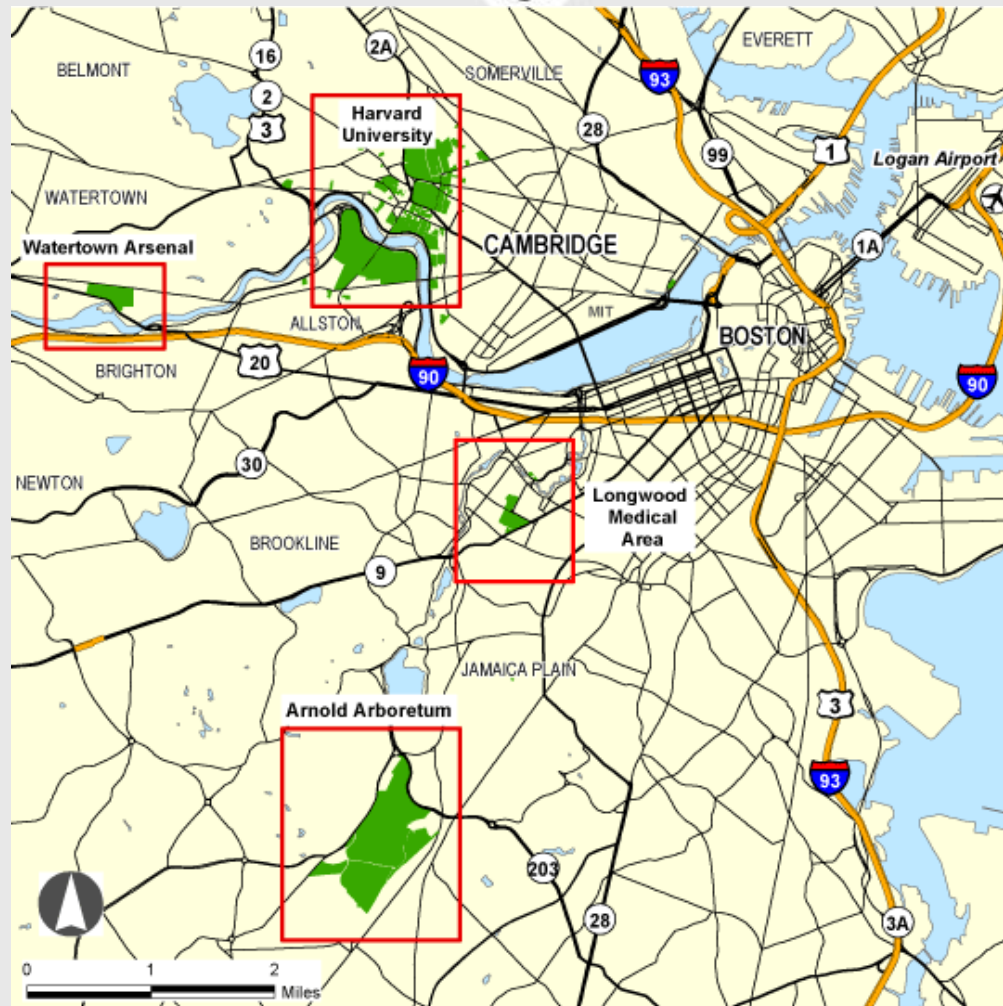 EVERETT
2A
BELMONT
16
SOMERVILLE
93
2
Harvard
University
3
28
99
1
Logan Airport
WATERTOWN
Watertown Arsenal
CAMBRIDGE
1A
MIT
ALLSTON
BOSTON
20
BRIGHTON
90
90
30
NEWTON
Longwood
Medical
Area
BROOKLINE
9
JAMAICA PLAIN
Arnold Arboretum
3
93
203
28
3A
0 1 2
Miles